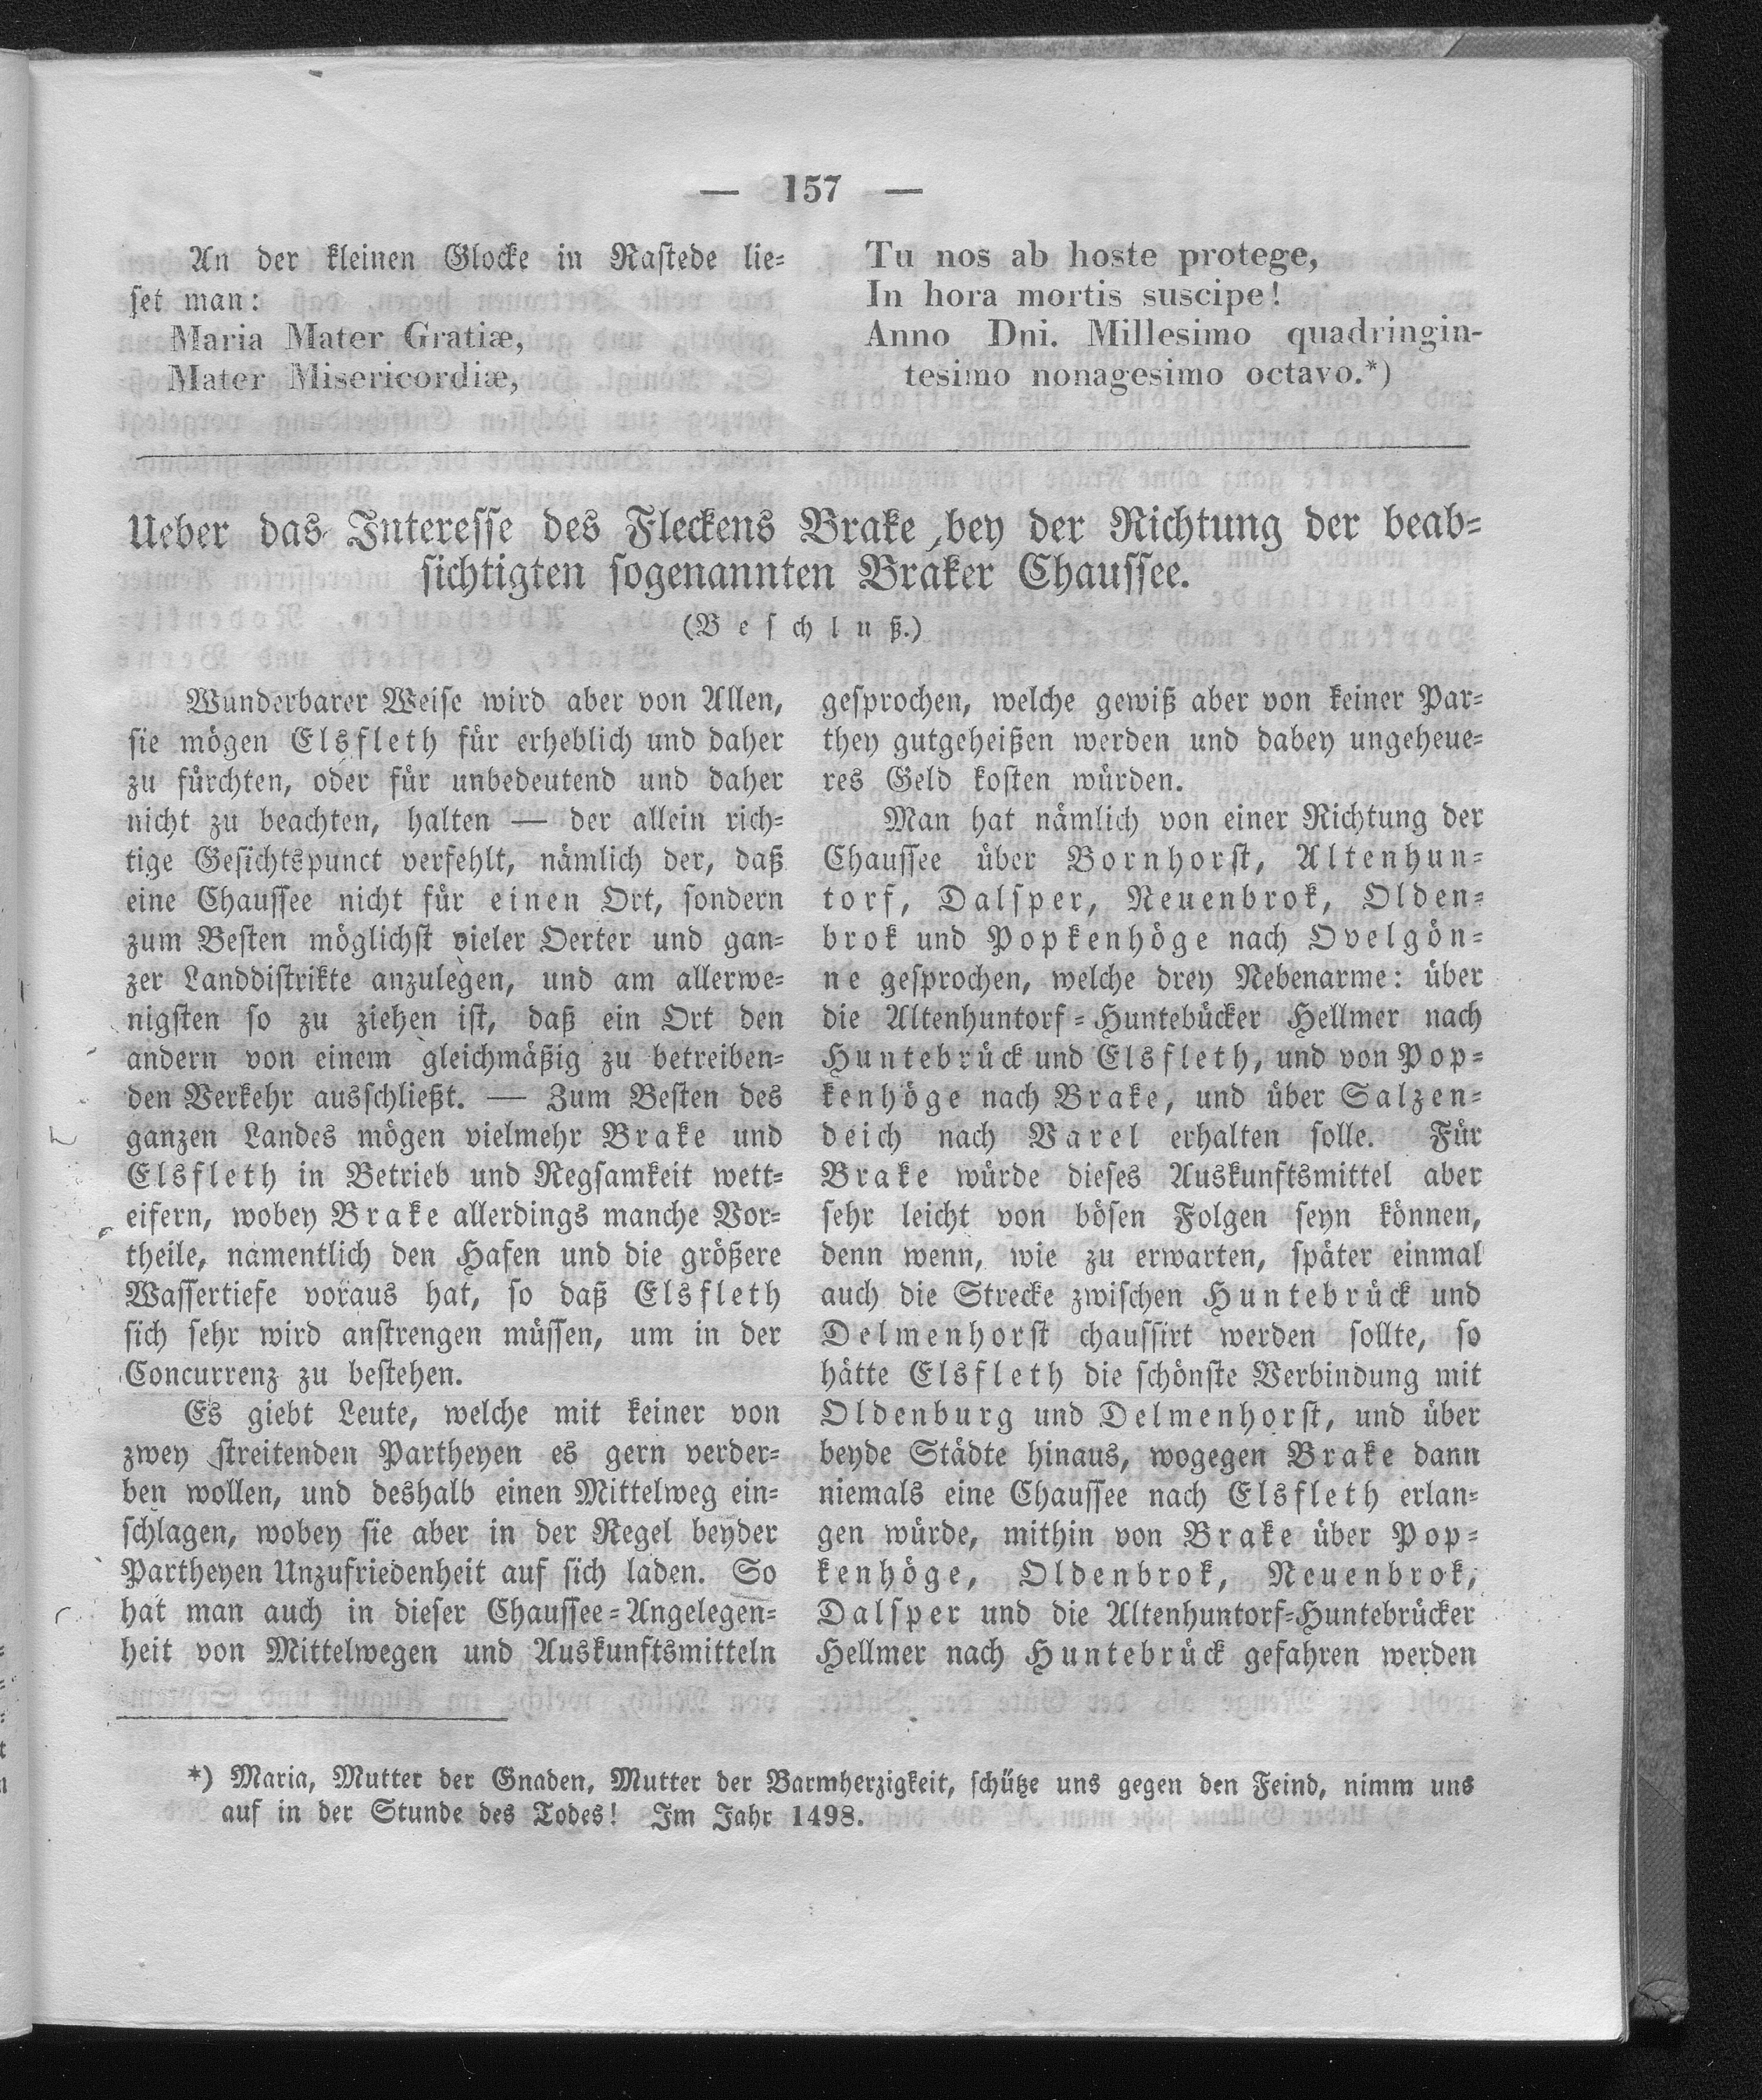 — 157 —
An der kleinen Glocke in Rastede lie-
set man:
Maria Mater Gratiæ,
Mater Misericordiæ,
Tu nos ab hoste protege,
In hora mortis suscipe!
Anno Dni. Millesimo quadringin-
tesimo nonagesimo octavo.*)
Ueber das Interesse des Fleckens Brake, bey der Richtung der beab-
sichtigten sogenannten Braker Chaussee.
(Beschluß.)
Wunderbarer Weise wird aber von Allen,
sie mögen Elsfleth für erheblich und daher
zu fürchten, oder für unbedeutend und daher
nicht zu beachten, halten — der allein rich-
tige Gesichtspunct verfehlt, nämlich der, daß
eine Chaussee nicht für einen Ort, sondern
zum Besten möglichst vieler Oerter und gan-
zer Landdistrikte anzulegen, und am allerwe-
nigsten so zu ziehen ist, daß ein Ort den
andern von einem gleichmäßig zu betreiben-
den Verkehr ausschließt. — Zum Besten des
ganzen Landes mögen vielmehr Brake und
Elsfleth in Betrieb und Regsamkeit wett-
eifern, wobey Brake allerdings manche Vor-
theile, namentlich den Hafen und die größere
Wassertiefe voraus hat, so daß Elsfleth
sich sehr wird anstrengen müssen, um in der
Concurrenz zu bestehen.
Es giebt Leute, welche mit keiner von
zwey streitenden Partheyen es gern verder-
ben wollen, und deshalb einen Mittelweg ein-
schlagen, wobey sie aber in der Regel beyder
Partheyen Unzufriedenheit auf sich laden. So
hat man auch in dieser Chaussee-Angelegen-
heit von Mittelwegen und Auskunftsmitteln
gesprochen, welche gewiß aber von keiner Par-
they gutgeheißen werden und dabey ungeheue-
res Geld kosten würden.
Man hat nämlich von einer Richtung der
Chaussee über Bornhorst, Altenhun-
torf, Dalsper, Neuenbrok, Olden-
brok und Popkenhöge nach Ovelgön-
ne gesprochen, welche drey Nebenarme: über
die Altenhuntorf-Huntebücker Hellmer nach
Huntebrück und Elsfleth, und von Pop-
kenhöge nach Brake, und über Salzen-
deich nach Varel erhalten solle. Für
Brake würde dieses Auskunftsmittel aber
sehr leicht von bösen Folgen seyn können,
denn wenn, wie zu erwarten, später einmal
auch die Strecke zwischen Huntebrück und
Delmenhorst chaussirt werden sollte, so
hätte Elsfleth die schönste Verbindung mit
Oldenburg und Delmenhorst, und über
beyde Städte hinaus, wogegen Brake dann
niemals eine Chaussee nach Elsfleth erlan-
gen würde, mithin von Brake über Pop-
kenhöge, Oldenbrok, Neuenbrok,
Dalsper und die Altenhuntorf-Huntebrücker
Hellmer nach Huntebrück gefahren werden
*) Maria, Mutter der Gnaden, Mutter der Barmherzigkeit, schütze uns gegen den Feind, nimm uns
auf in der Stunde des Todes! Im Jahr 1498.